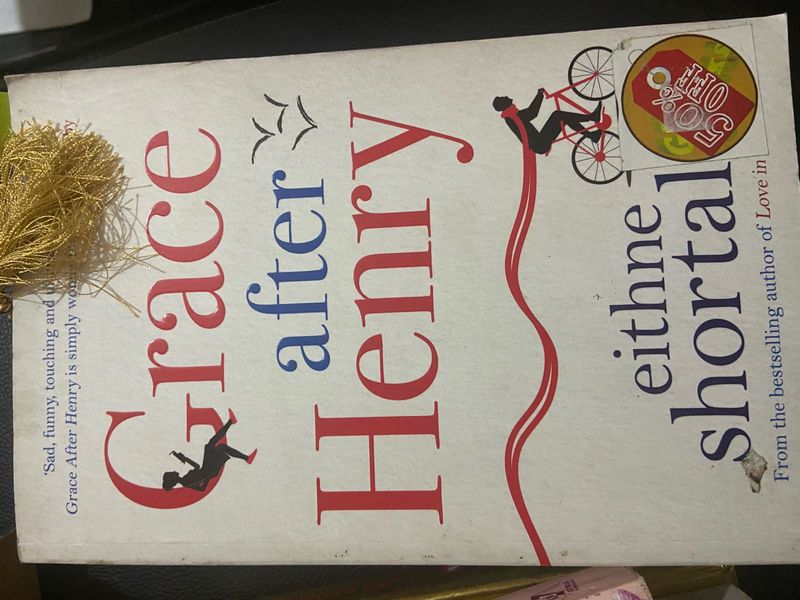 'Sad, funny, touching and
Grace After Henry is simply
Grace
after
Henry
50%
OFF
eithne
shortal
From the bestselling author of Love in